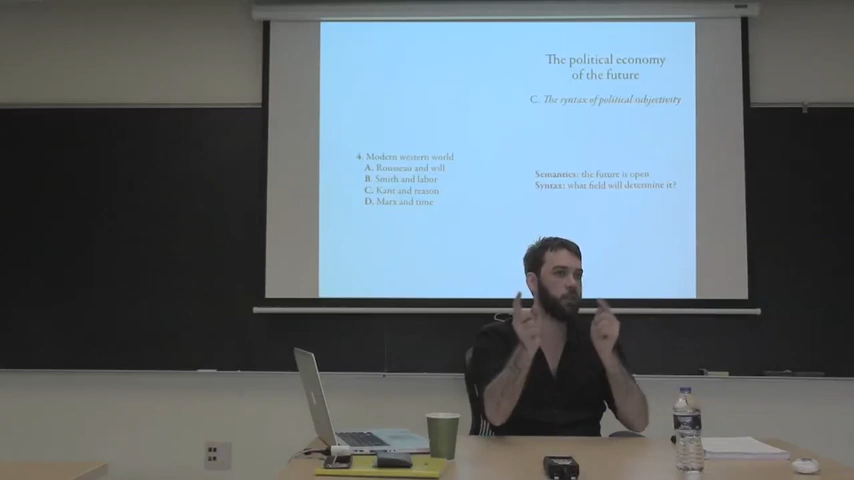 The political economy
of the future
C. The syntax of political subjectivity
4. Modern western world
A. Rousseau and will
B. Smith and labor
C. Kant and reason
D. Marx and time
Semantics: the future is open
Syntax: what field will determine it?